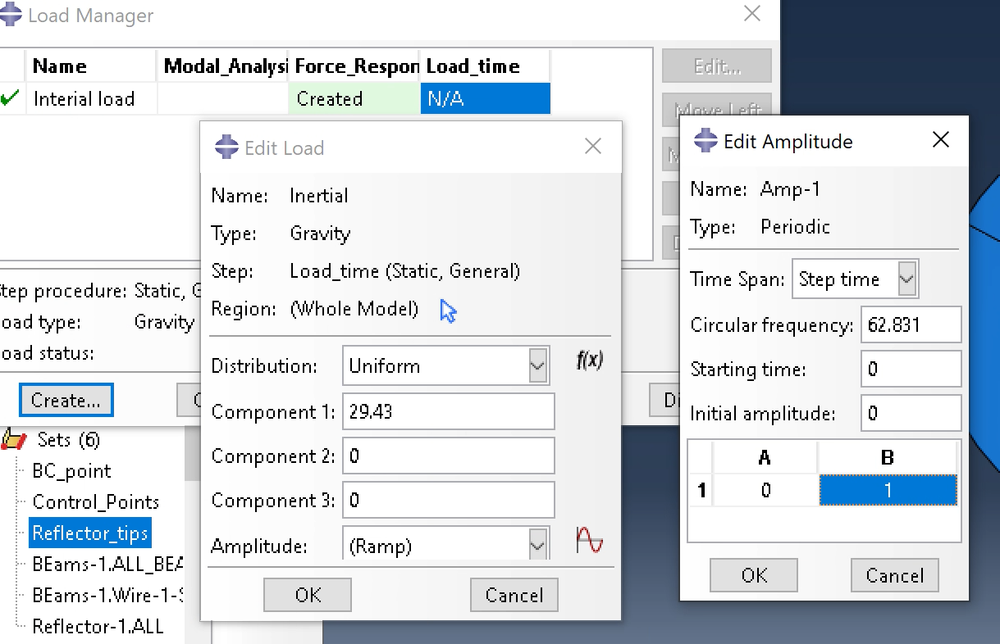 Load Manager
Name Modal_Analysi Force_Respon Load_time
Interial load Created N/A
Edit...
Move Left
Edit Load
Name: Inertial
Type: Gravity
Step: Load_time (Static, General)
Region: (Whole Model)
Distribution: Uniform f(x)
Component 1: 29.43
Component 2: 0
Component 3: 0
Amplitude: (Ramp)
OK Cancel
Edit Amplitude
Name: Amp-1
Type: Periodic
Time Span: Step time
Circular frequency: 62.831
Starting time: 0
Initial amplitude: 0
A B
1 0 1
OK Cancel
tep procedure: Static, G
oad type: Gravity
oad status:
Create...
Di
Sets (6)
BC_point
Control_Points
Reflector_tips
BEams-1.ALL_BEA
BEams-1.Wire-1-S
Reflector-1.ALL